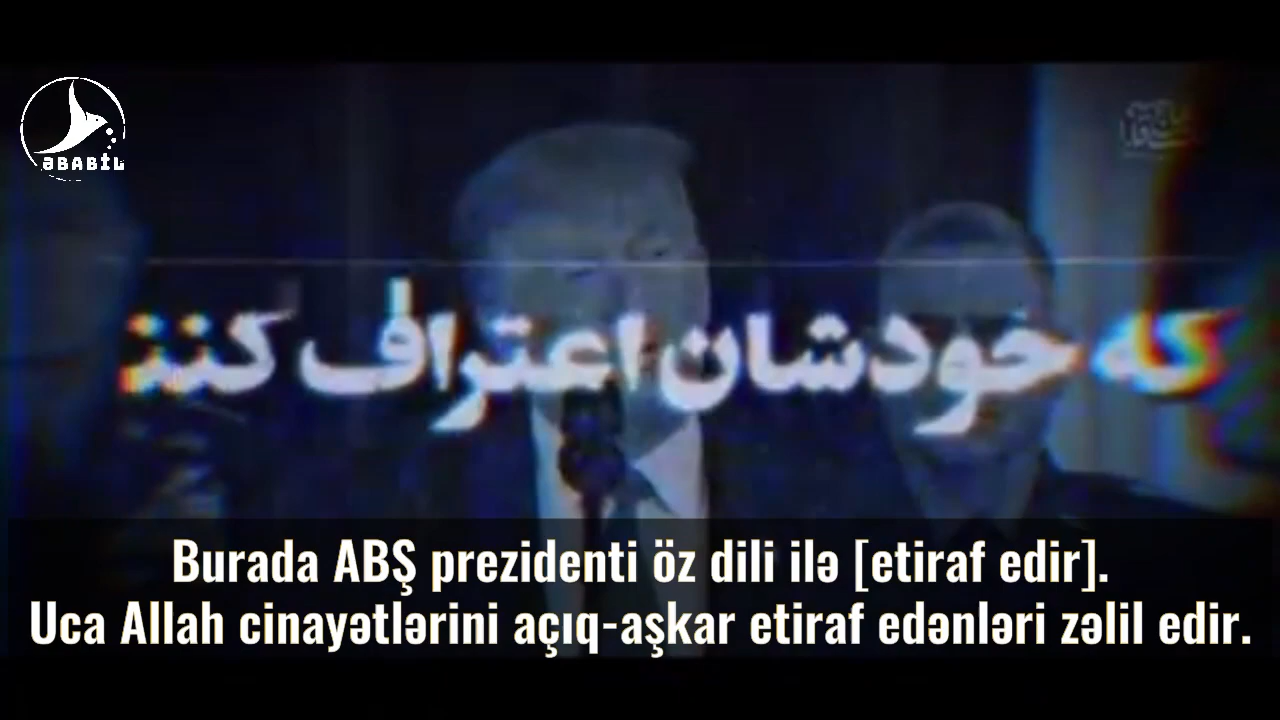 ƏBABİL
که خودشان اعتراف کنند
Burada ABŞ prezidenti öz dili ilə [etiraf edir].
Uca Allah cinayətlərini açıq-aşkar etiraf edənləri zəlil edir.